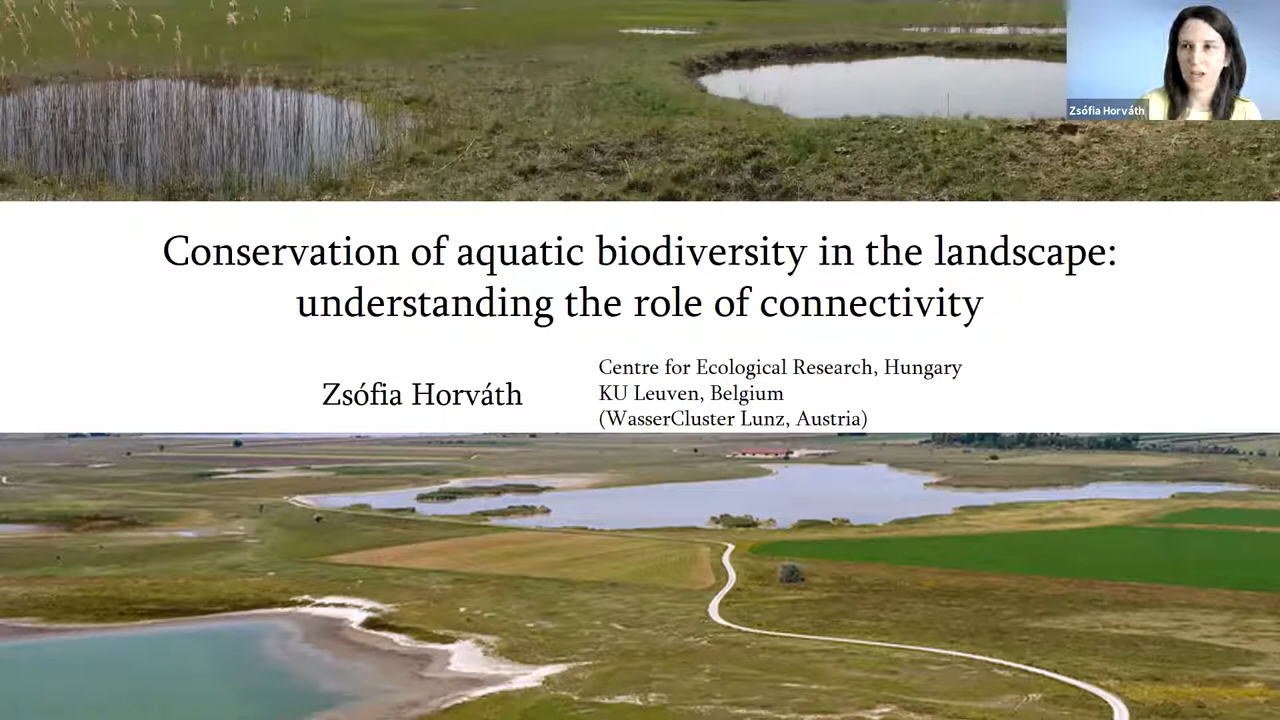 Zsófia Horváth
Conservation of aquatic biodiversity in the landscape:
understanding the role of connectivity
Zsófia Horváth
Centre for Ecological Research, Hungary
KU Leuven, Belgium
(WasserCluster Lunz, Austria)